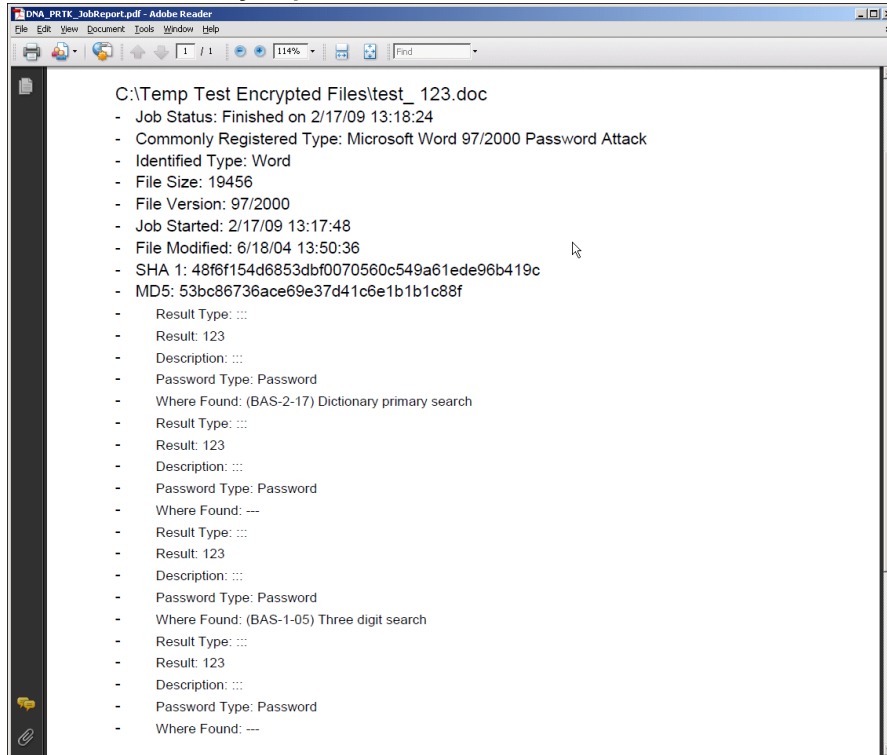 DNA_PRTK_JobReport.pdf - Adobe Reader
File Edit View Document Tools Window Help
1 / 1 114% Find
C:\Temp Test Encrypted Files\test_ 123.doc
- Job Status: Finished on 2/17/09 13:18:24
- Commonly Registered Type: Microsoft Word 97/2000 Password Attack
- Identified Type: Word
- File Size: 19456
- File Version: 97/2000
- Job Started: 2/17/09 13:17:48
- File Modified: 6/18/04 13:50:36
- SHA 1: 48f6f154d6853dbf0070560c549a61ede96b419c
- MD5: 53bc86736ace69e37d41c6e1b1b1c88f
- Result Type: :::
- Result: 123
- Description: :::
- Password Type: Password
- Where Found: (BAS-2-17) Dictionary primary search
- Result Type: :::
- Result: 123
- Description: :::
- Password Type: Password
- Where Found: ---
- Result Type: :::
- Result: 123
- Description: :::
- Password Type: Password
- Where Found: (BAS-1-05) Three digit search
- Result Type: :::
- Result: 123
- Description: :::
- Password Type: Password
- Where Found: ---